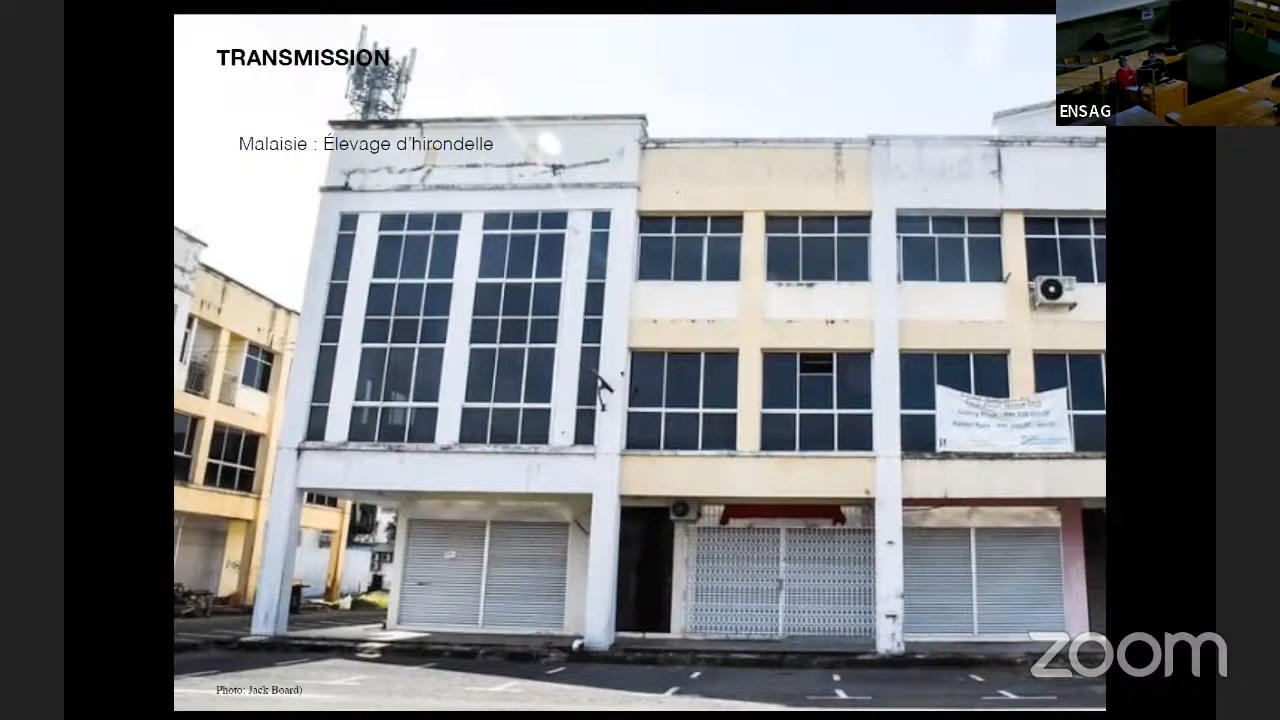 TRANSMISSION
ENSAG
Malaisie : Élevage d'hirondelle
Photo: Jack Board)
zoom